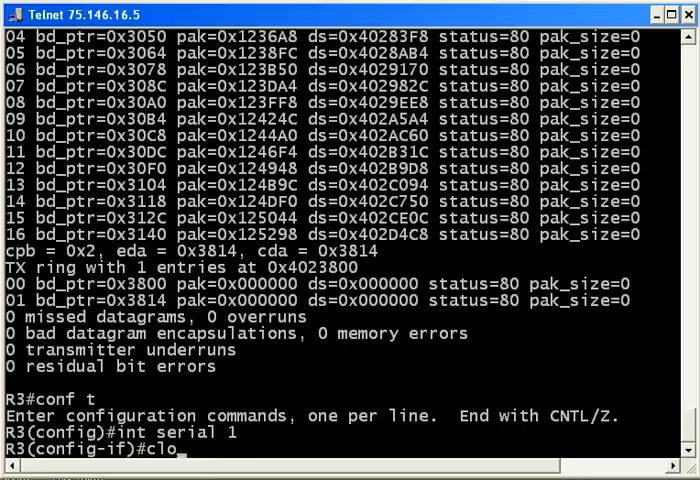 Telnet 75.146.16.5
04 bd_ptr=0x3050 pak=0x1236A8 ds=0x40283F8 status=80 pak_size=0
05 bd_ptr=0x3064 pak=0x1238FC ds=0x4028AB4 status=80 pak_size=0
06 bd_ptr=0x3078 pak=0x123B50 ds=0x4029170 status=80 pak_size=0
07 bd_ptr=0x308C pak=0x123DA4 ds=0x402982C status=80 pak_size=0
08 bd_ptr=0x30A0 pak=0x123FF8 ds=0x4029EE8 status=80 pak_size=0
09 bd_ptr=0x30B4 pak=0x12424C ds=0x402A5A4 status=80 pak_size=0
10 bd_ptr=0x30C8 pak=0x1244A0 ds=0x402AC60 status=80 pak_size=0
11 bd_ptr=0x30DC pak=0x1246F4 ds=0x402B31C status=80 pak_size=0
12 bd_ptr=0x30F0 pak=0x124948 ds=0x402B9D8 status=80 pak_size=0
13 bd_ptr=0x3104 pak=0x124B9C ds=0x402C094 status=80 pak_size=0
14 bd_ptr=0x3118 pak=0x124DF0 ds=0x402C750 status=80 pak_size=0
15 bd_ptr=0x312C pak=0x125044 ds=0x402CE0C status=80 pak_size=0
16 bd_ptr=0x3140 pak=0x125298 ds=0x402D4C8 status=80 pak_size=0
cpb = 0x2, eda = 0x3814, cda = 0x3814
TX ring with 1 entries at 0x4023800
00 bd_ptr=0x3800 pak=0x000000 ds=0x000000 status=80 pak_size=0
01 bd_ptr=0x3814 pak=0x000000 ds=0x000000 status=80 pak_size=0
0 missed datagrams, 0 overruns
0 bad datagram encapsulations, 0 memory errors
0 transmitter underruns
0 residual bit errors
R3#conf t
Enter configuration commands, one per line.  End with CNTL/Z.
R3(config)#int serial 1
R3(config-if)#clo_